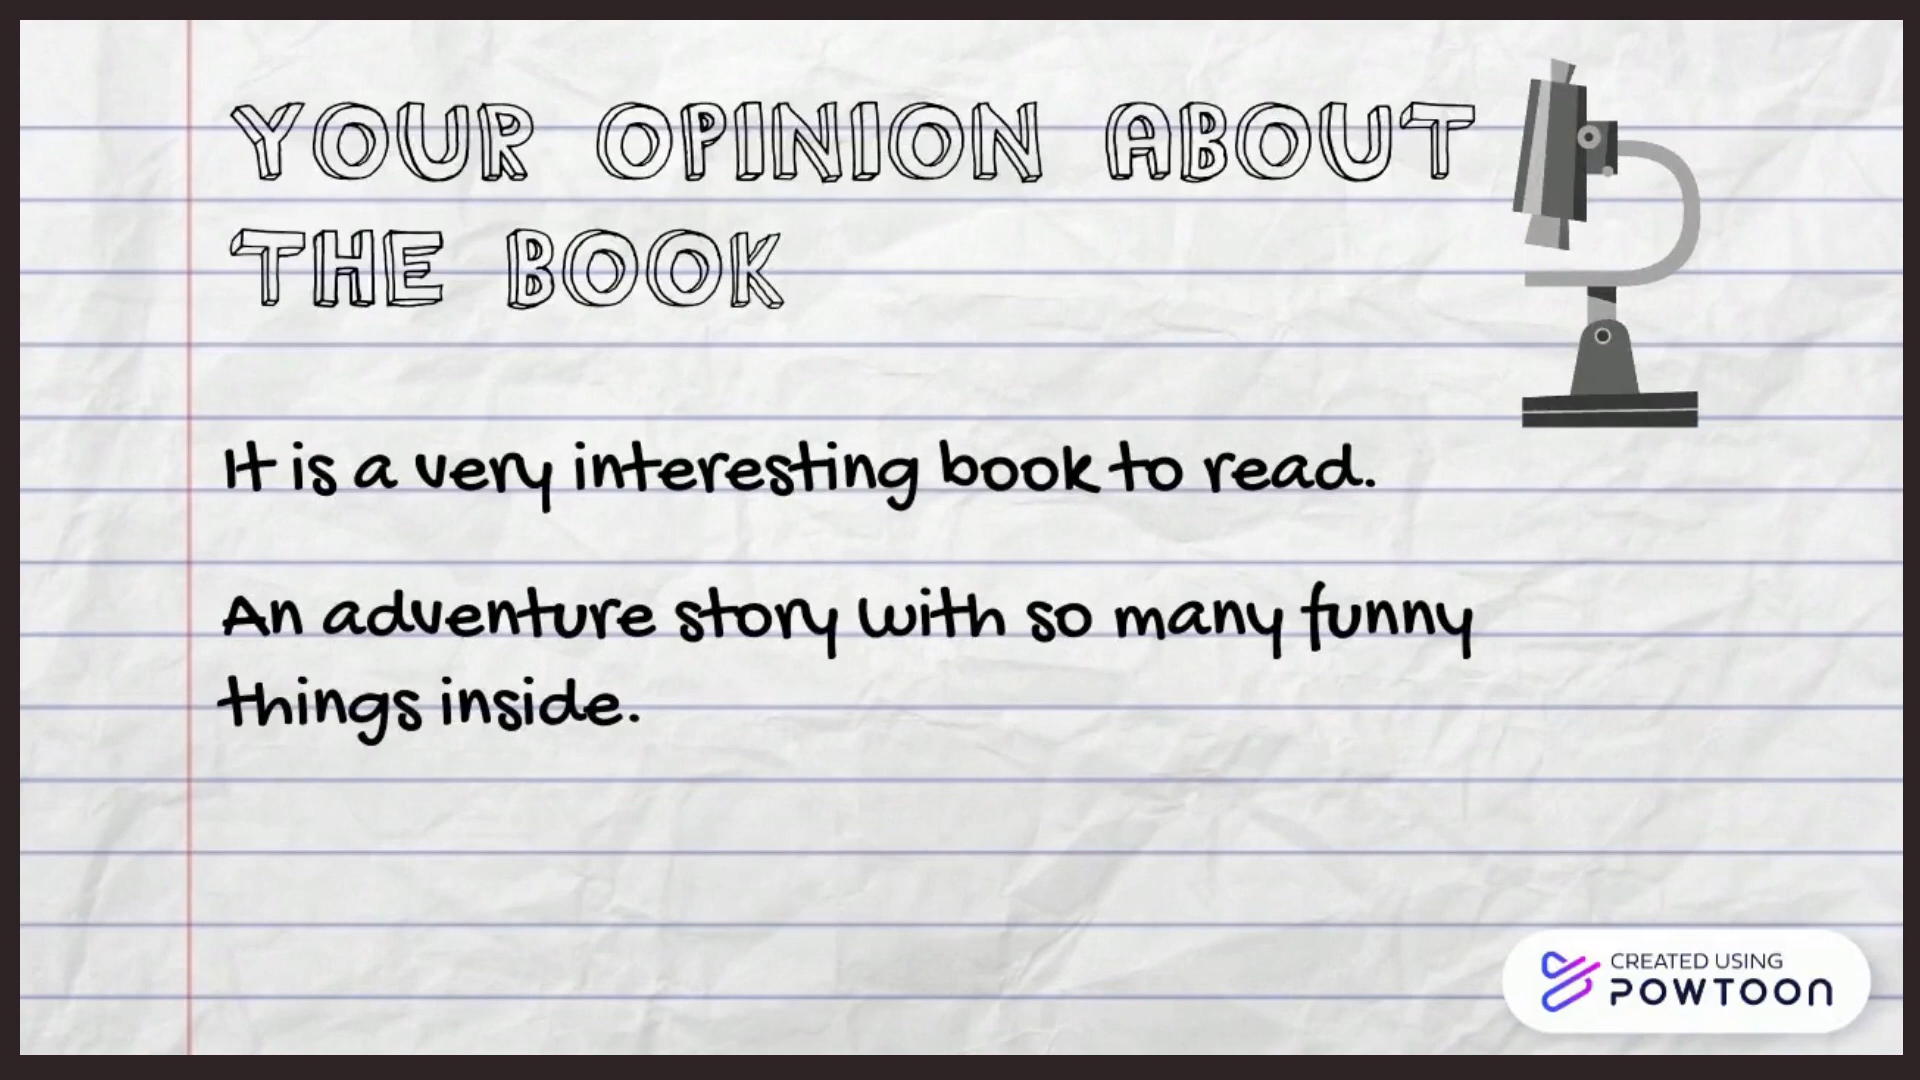 YOUR OPINION ABOUT
THE BOOK
It is a very interesting book to read.
An adventure story with so many funny
things inside.
CREATED USING
POWTOON